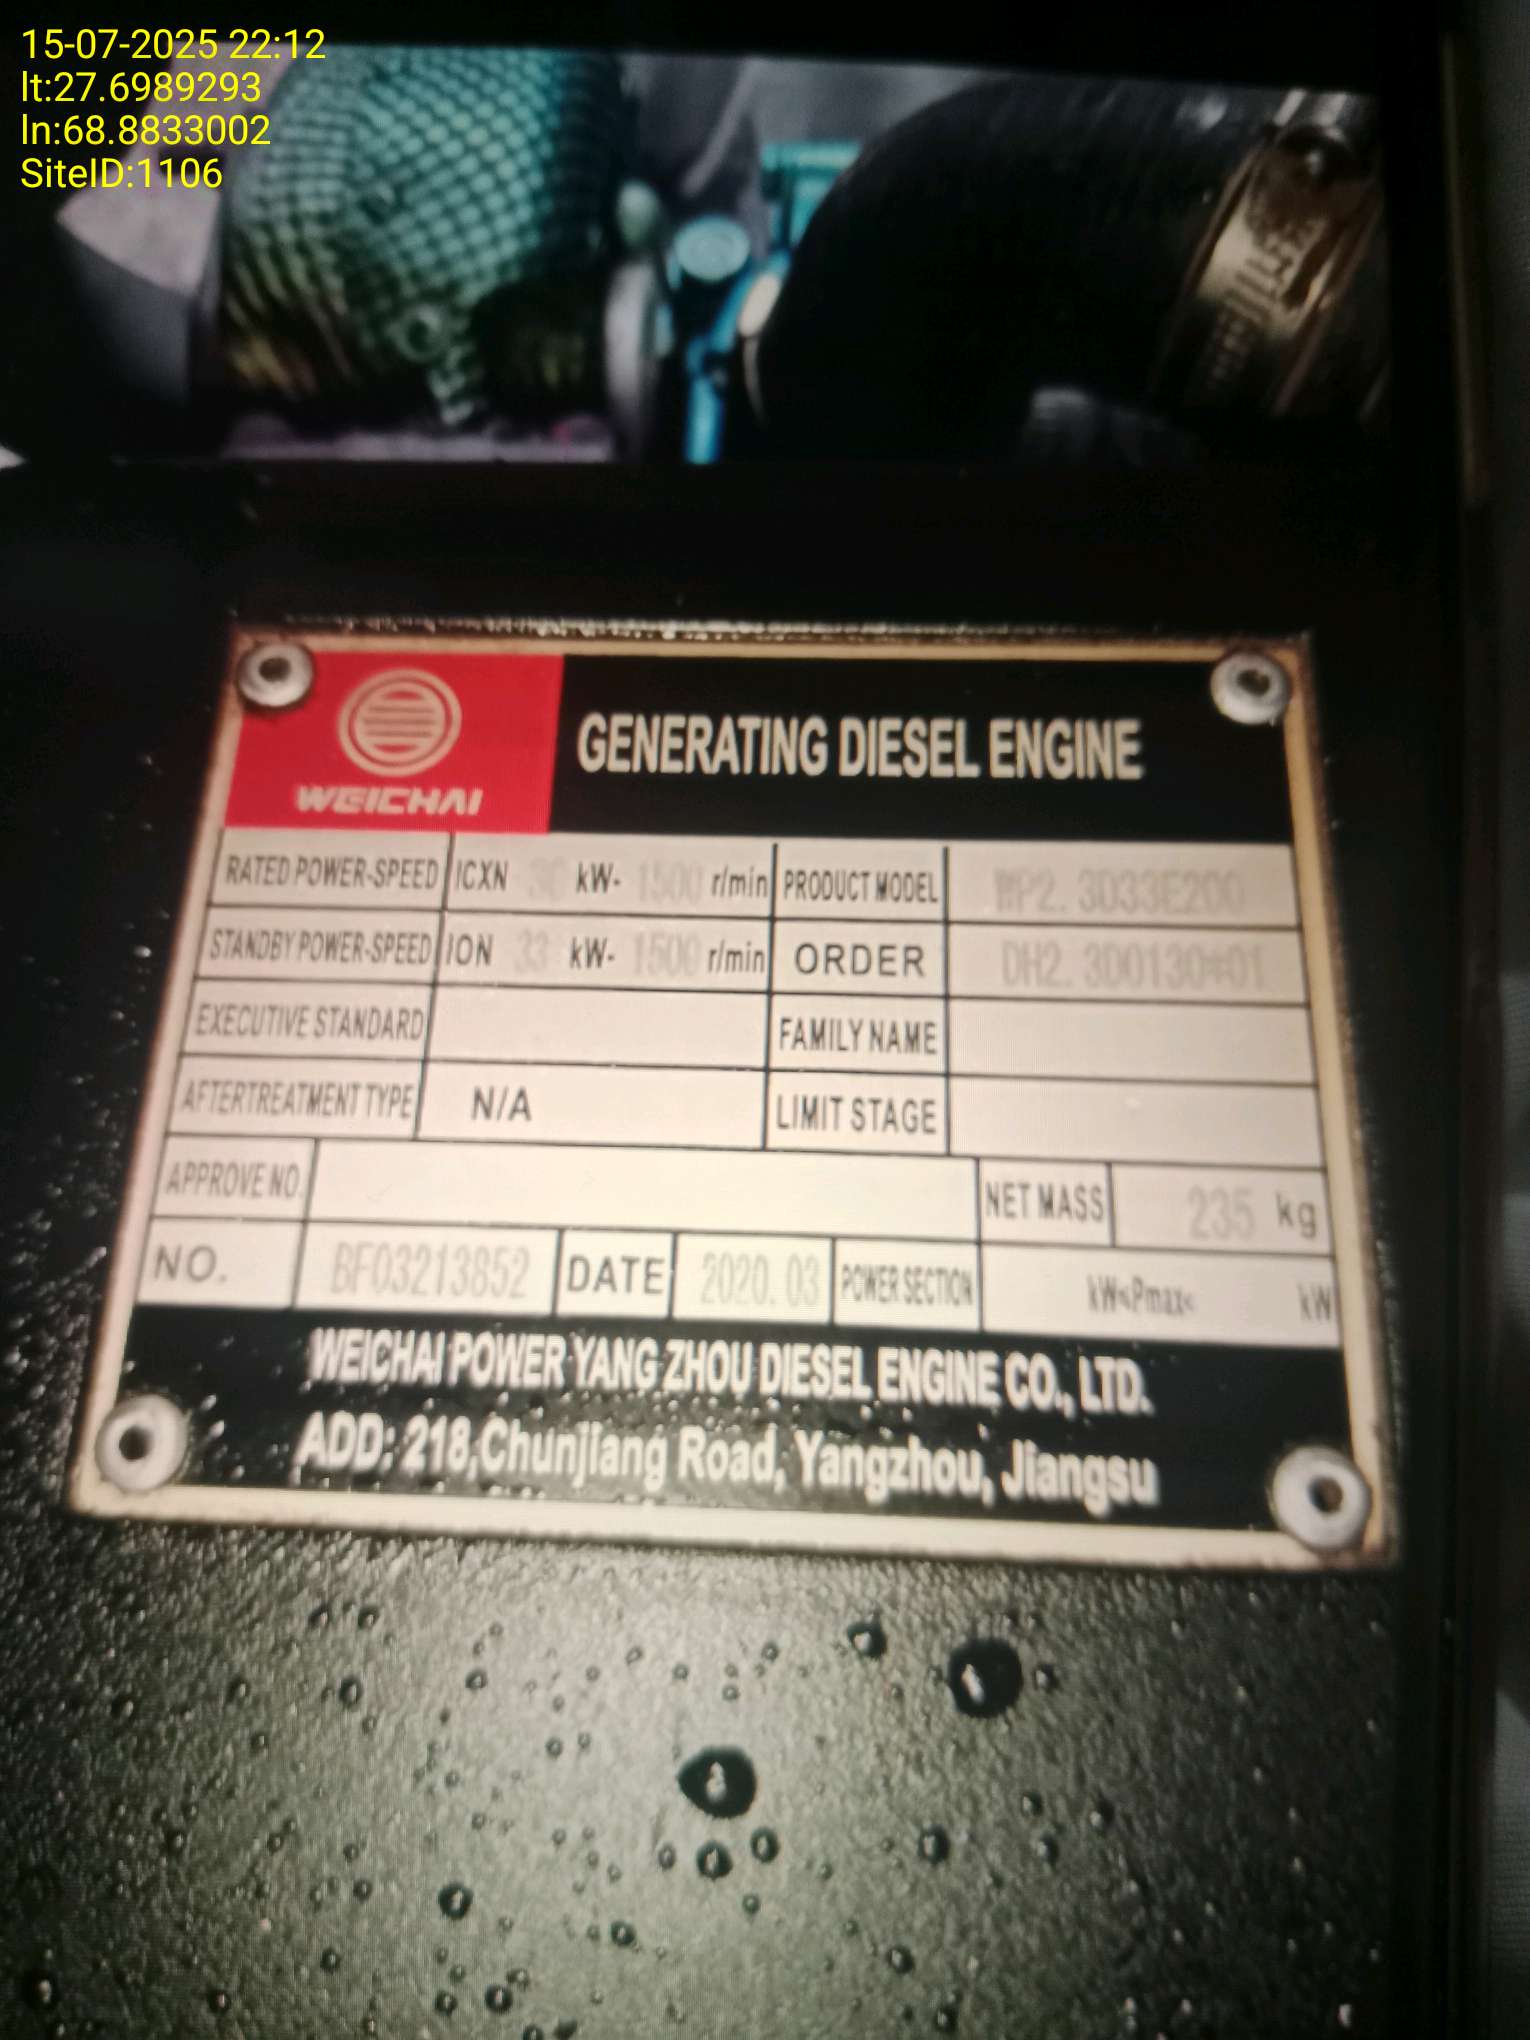 15-07-2025 22:12
lt:27.6989293
ln:68.8833002
SiteID:1106
WEICHAI
GENERATING DIESEL ENGINE
RATED POWER-SPEED ICXN 30 kW- 1500 r/min PRODUCT MODEL WP2.3D33E200
STANDBY POWER-SPEED ION 33 kW- 1500 r/min ORDER DH2.3D0130*01
EXECUTIVE STANDARD FAMILY NAME
AFTERTREATMENT TYPE N/A LIMIT STAGE
APPROVE NO. NET MASS 235 kg
NO. BF03213852 DATE 2020.03 POWER SECTION kW<Pmax< kW
WEICHAI POWER YANG ZHOU DIESEL ENGINE CO., LTD.
ADD: 218,Chunjiang Road, Yangzhou, Jiangsu